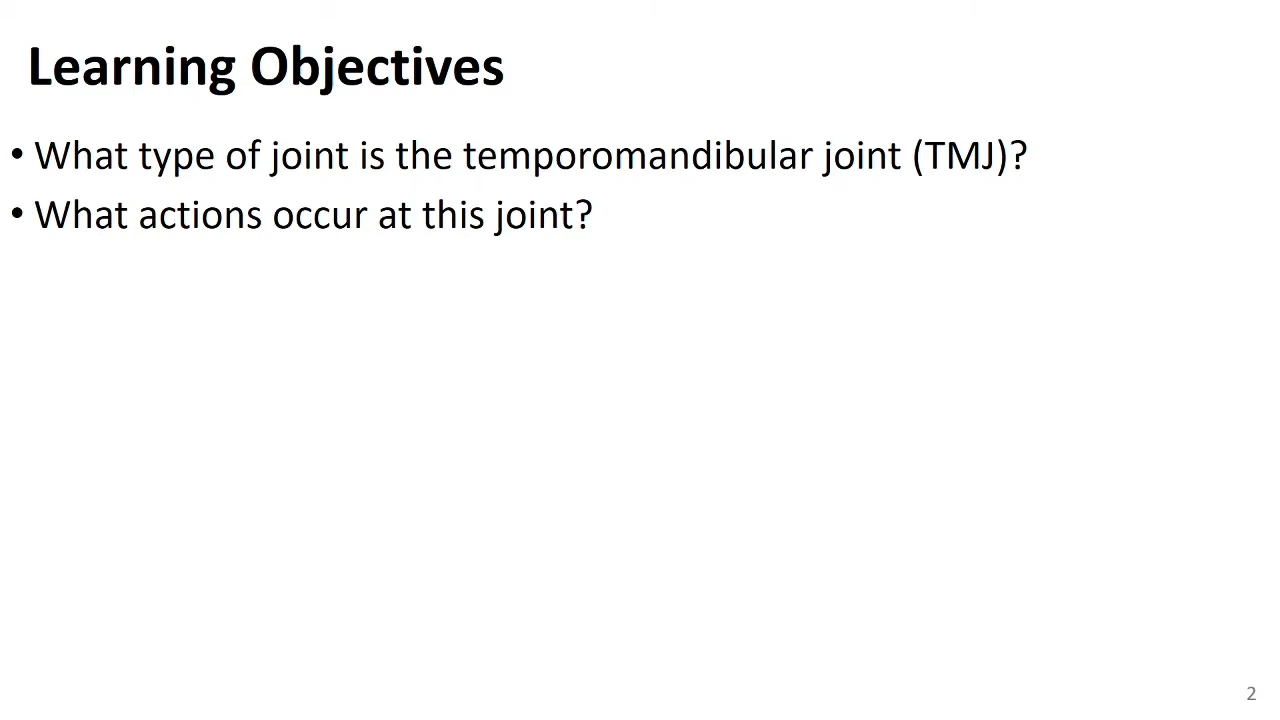 Learning Objectives
• What type of joint is the temporomandibular joint (TMJ)?
• What actions occur at this joint?
2